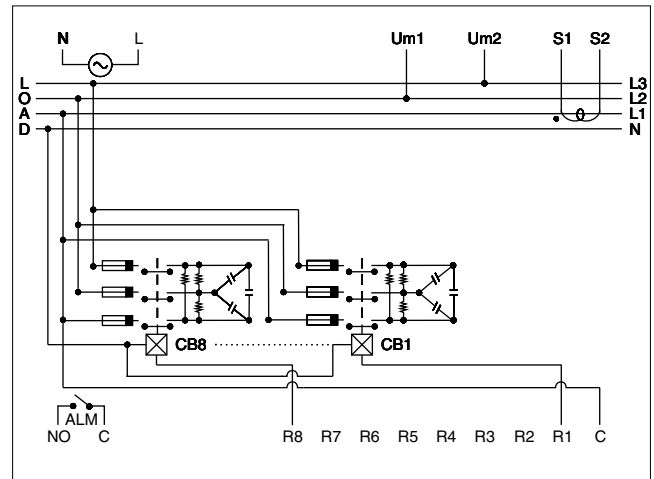 N L Um1 Um2 S1 S2
L L3
O L2
A L1
D N
CB8 CB1
ALM
NO C R8 R7 R6 R5 R4 R3 R2 R1 C